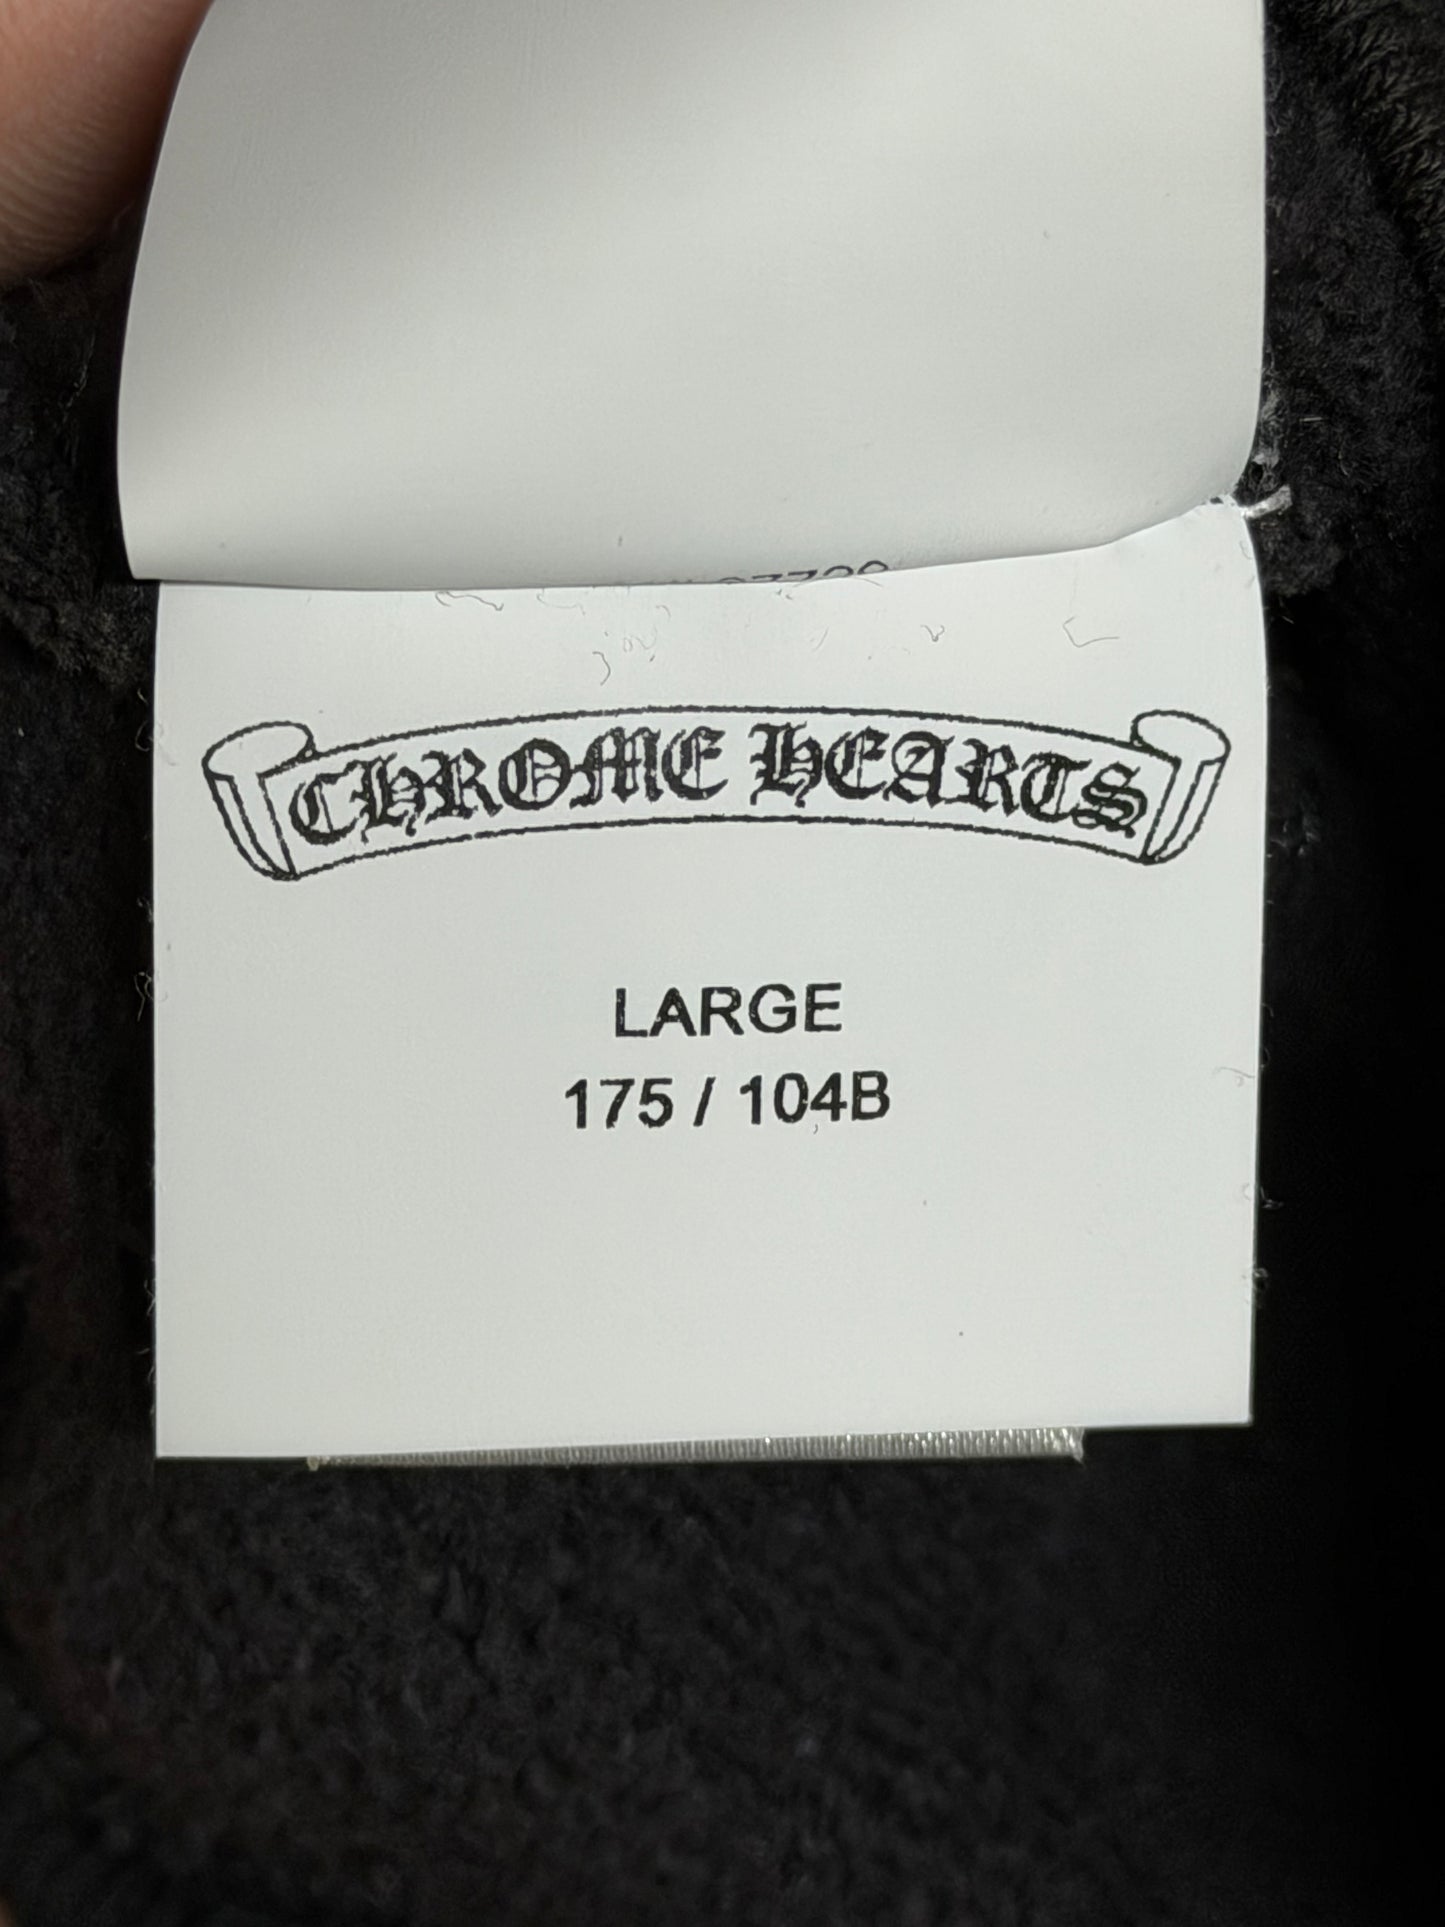 CHROME HEARTS
LARGE
175 / 104B